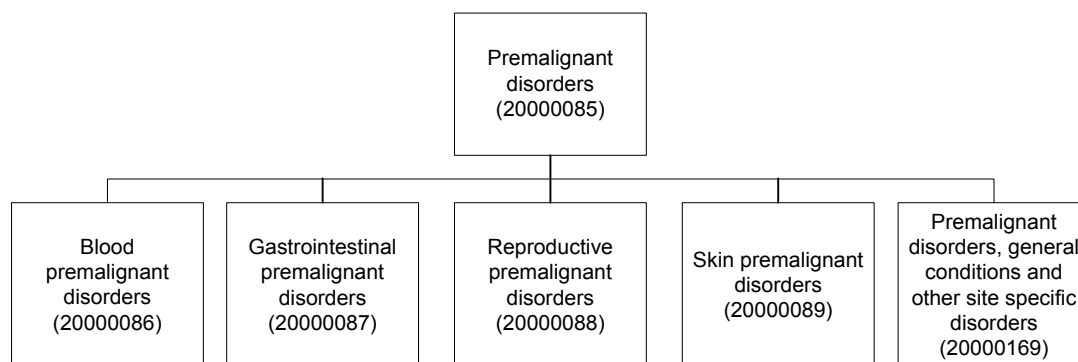 Premalignant
disorders
(20000085)
Blood
premalignant
disorders
(20000086)
Gastrointestinal
premalignant
disorders
(20000087)
Reproductive
premalignant
disorders
(20000088)
Skin premalignant
disorders
(20000089)
Premalignant
disorders, general
conditions and
other site specific
disorders
(20000169)